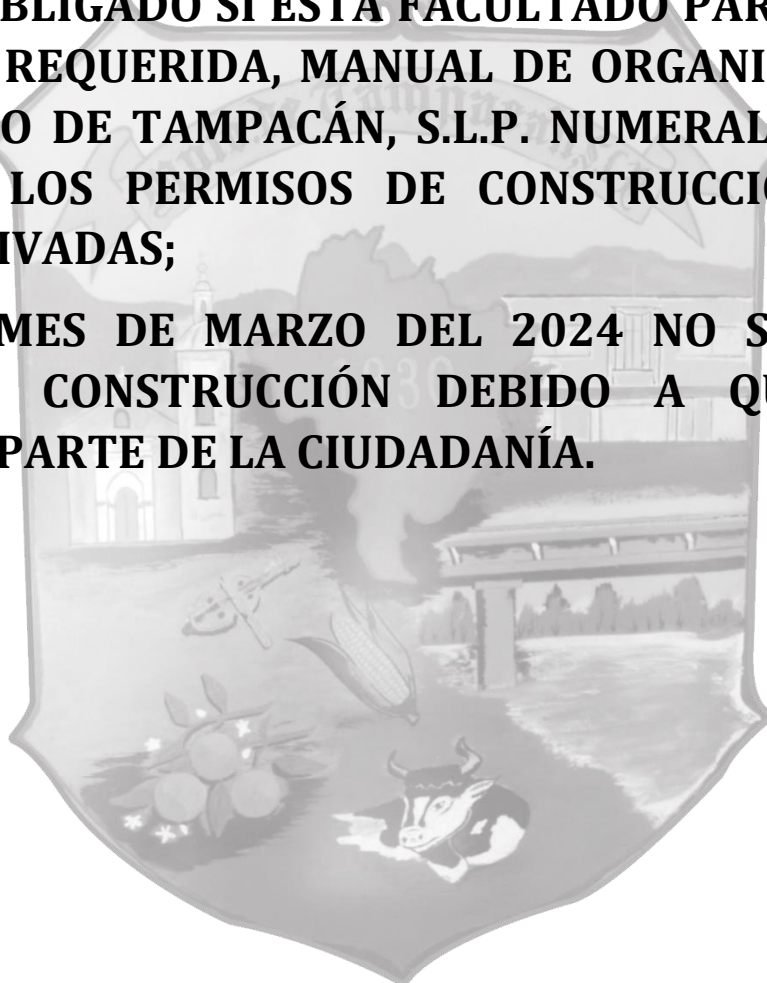 BLIGADO SI ESTA FACULTADO PAR
REQUERIDA, MANUAL DE ORGANI
O DE TAMPACÁN, S.L.P. NUMERAL
LOS PERMISOS DE CONSTRUCCI
IVADAS;
MES DE MARZO DEL 2024 NO S
CONSTRUCCIÓN DEBIDO A QU
PARTE DE LA CIUDADANÍA.